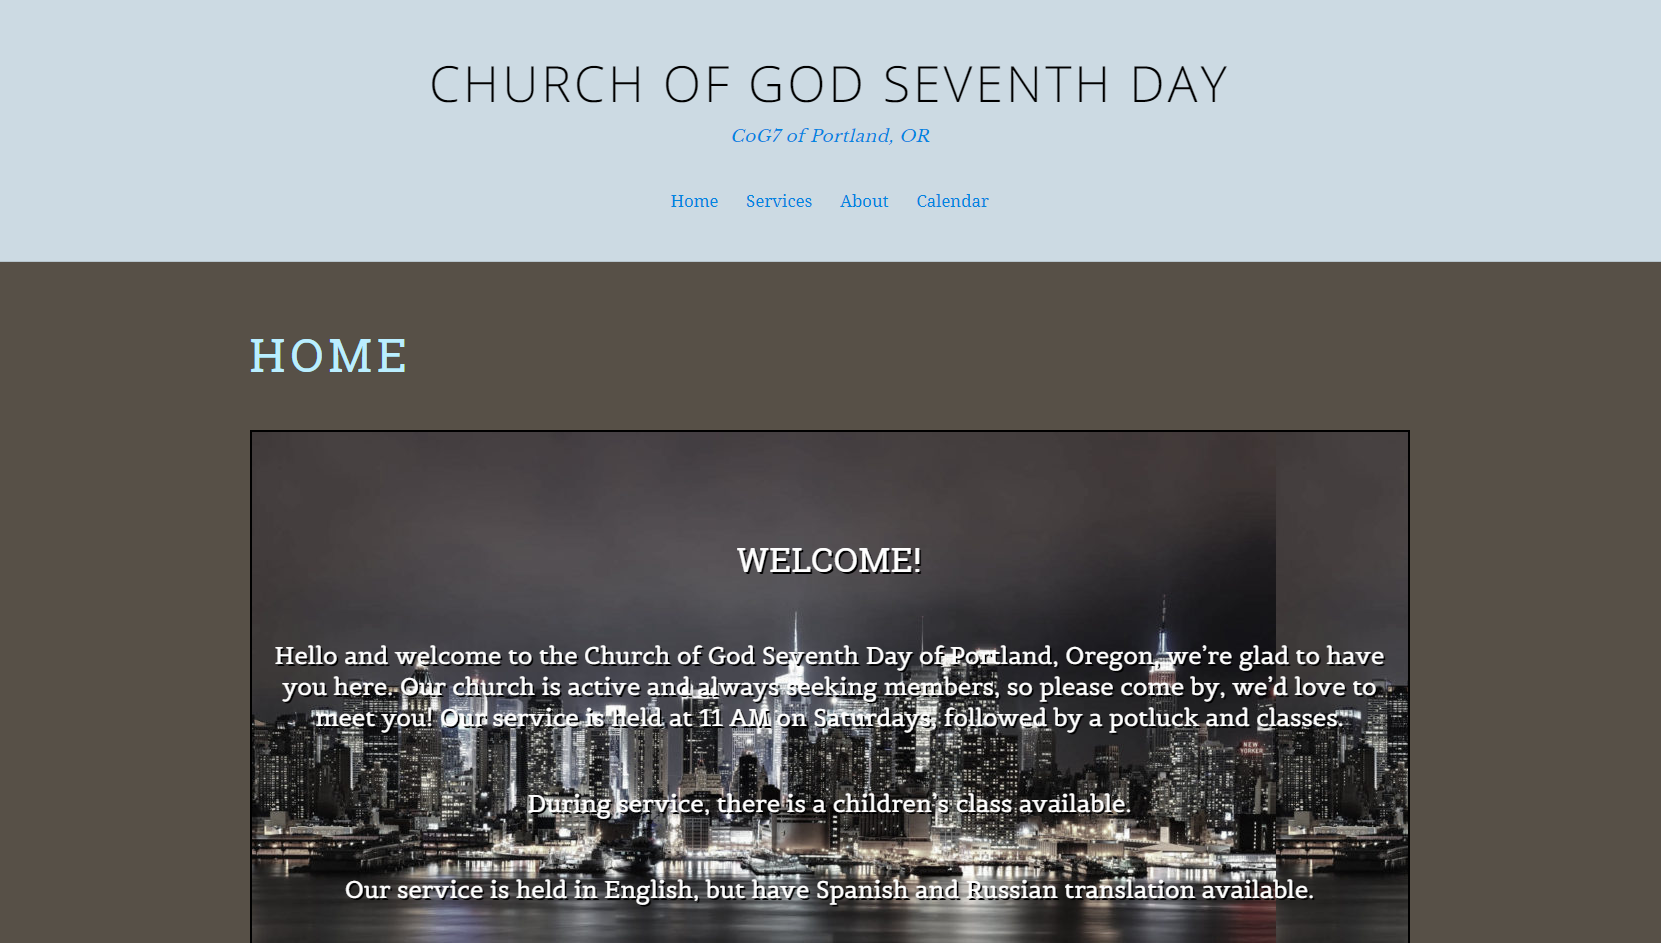 CHURCH OF GOD SEVENTH DAY
CoG7 of Portland, OR
Home Services About Calendar
HOME
WELCOME!
Hello and welcome to the Church of God Seventh Day of Portland, Oregon, we’re glad to have
you here. Our church is active and always seeking members, so please come by, we’d love to
meet you! Our service is held at 11 AM on Saturdays, followed by a potluck and classes.
NEW
YORKER
During service, there is a children’s class available.
Our service is held in English, but have Spanish and Russian translation available.